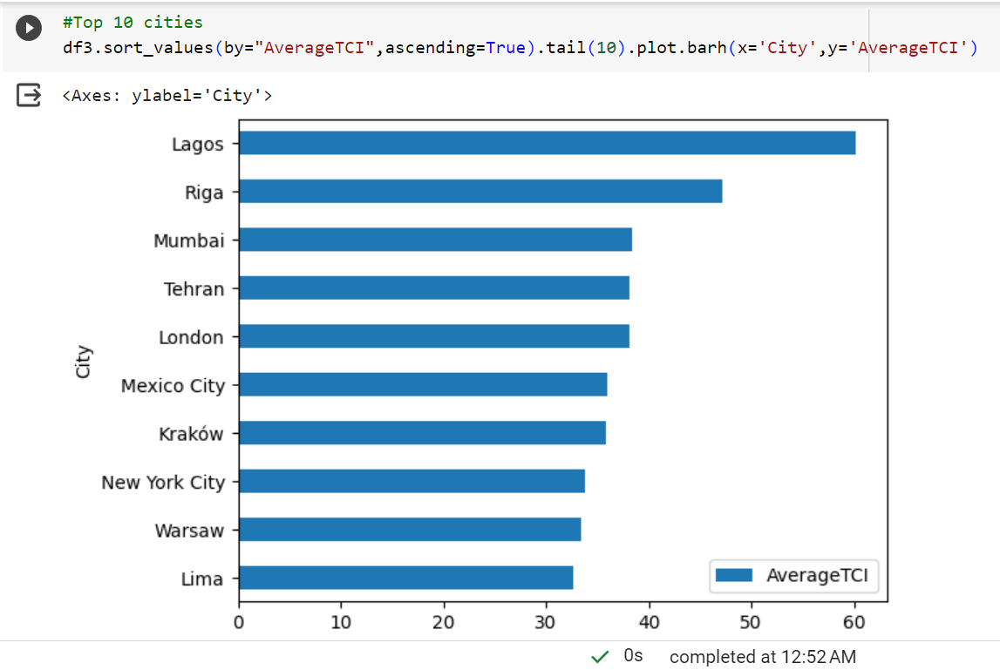 #Top 10 cities
df3.sort_values(by="AverageTCI",ascending=True).tail(10).plot.barh(x='City',y='AverageTCI')
<Axes: ylabel='City'>
Lagos
Riga
Mumbai
Tehran
London
Mexico City
Kraków
New York City
Warsaw
Lima
City
AverageTCI
0 10 20 30 40 50 60
0s completed at 12:52 AM